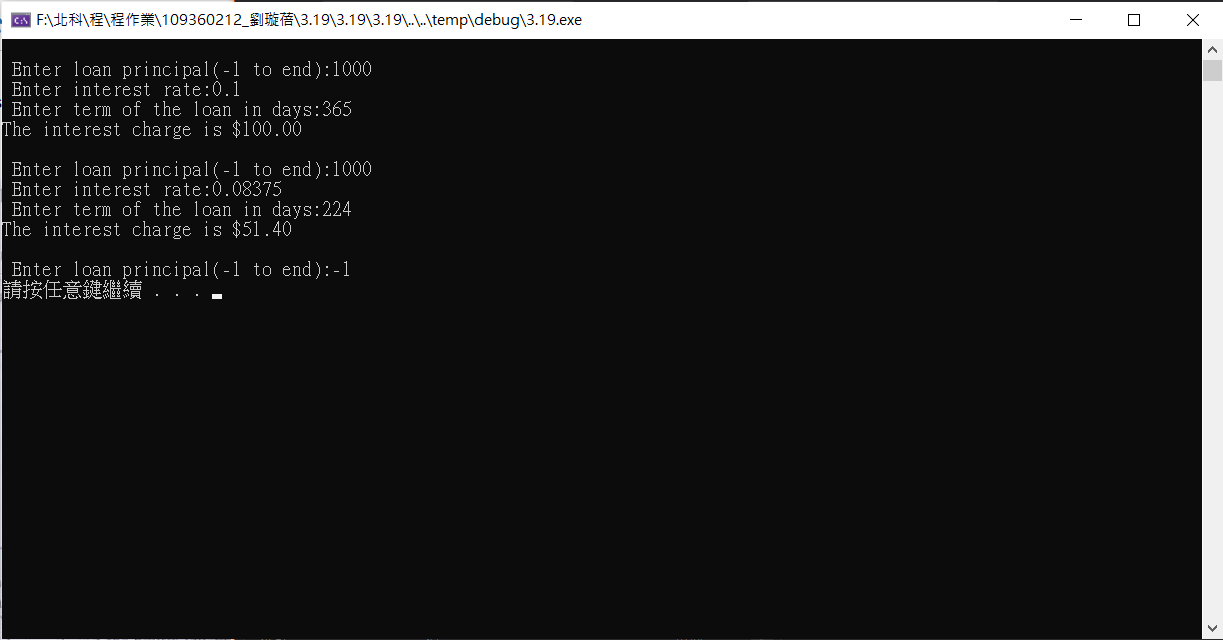 F:\北科\程\程作業\109360212_劉璇蓓\3.19\3.19\3.19\..\..\temp\debug\3.19.exe
Enter loan principal(-1 to end):1000
Enter interest rate:0.1
Enter term of the loan in days:365
The interest charge is $100.00
Enter loan principal(-1 to end):1000
Enter interest rate:0.08375
Enter term of the loan in days:224
The interest charge is $51.40
Enter loan principal(-1 to end):-1
請按任意鍵繼續 . . .